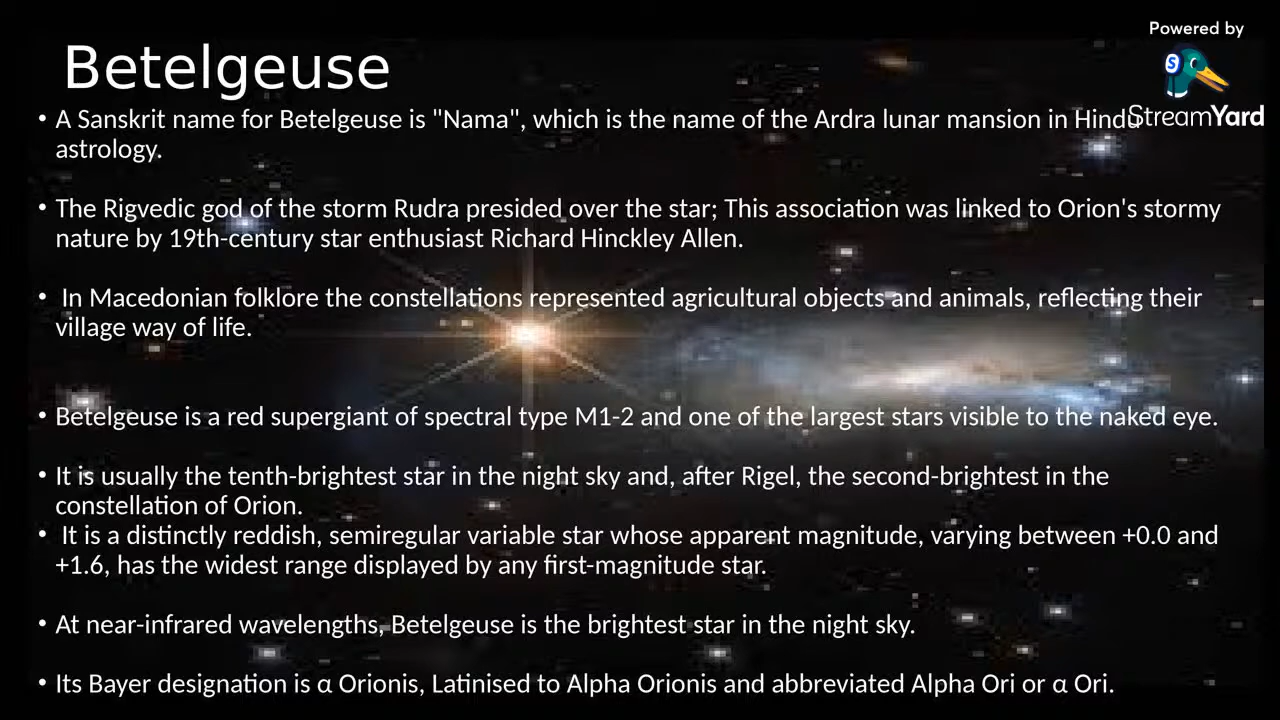 Powered by
StreamYard
Betelgeuse
• A Sanskrit name for Betelgeuse is "Nama", which is the name of the Ardra lunar mansion in Hindu
astrology.
• The Rigvedic god of the storm Rudra presided over the star; This association was linked to Orion's stormy
nature by 19th-century star enthusiast Richard Hinckley Allen.
• In Macedonian folklore the constellations represented agricultural objects and animals, reflecting their
village way of life.
• Betelgeuse is a red supergiant of spectral type M1-2 and one of the largest stars visible to the naked eye.
• It is usually the tenth-brightest star in the night sky and, after Rigel, the second-brightest in the
constellation of Orion.
• It is a distinctly reddish, semiregular variable star whose apparent magnitude, varying between +0.0 and
+1.6, has the widest range displayed by any first-magnitude star.
• At near-infrared wavelengths, Betelgeuse is the brightest star in the night sky.
• Its Bayer designation is α Orionis, Latinised to Alpha Orionis and abbreviated Alpha Ori or α Ori.